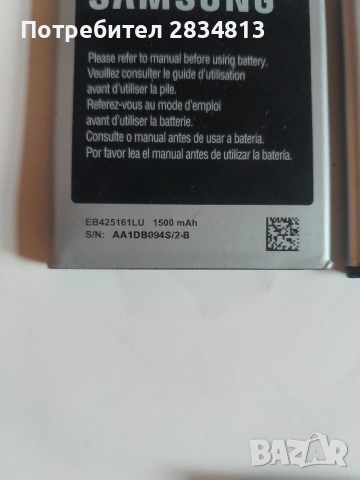 Потребител 2834813
SAMSUNG
Please refer to manual before using battery.
Veuillez consulter le guide d'utilisation
avant d'utiliser la pile.
Referez-vous au mode d'emploi
avant d'utiliser la batterie.
Consulte o manual antes de usar a bateria.
Por favor lea el manual antes de utilizar la batería.
EB425161LU 1500 mAh
S/N: AA1DB094S/2-B
BAZAR